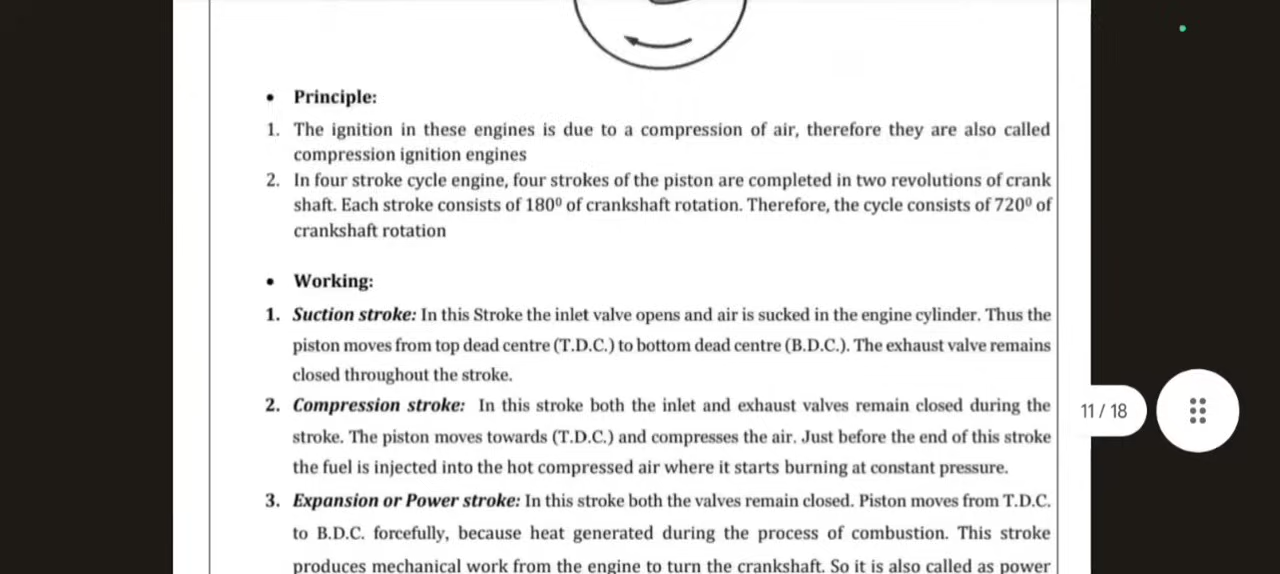 • Principle:
1. The ignition in these engines is due to a compression of air, therefore they are also called
compression ignition engines
2. In four stroke cycle engine, four strokes of the piston are completed in two revolutions of crank
shaft. Each stroke consists of 180⁰ of crankshaft rotation. Therefore, the cycle consists of 720⁰ of
crankshaft rotation
• Working:
1. Suction stroke: In this Stroke the inlet valve opens and air is sucked in the engine cylinder. Thus the
piston moves from top dead centre (T.D.C.) to bottom dead centre (B.D.C.). The exhaust valve remains
closed throughout the stroke.
2. Compression stroke: In this stroke both the inlet and exhaust valves remain closed during the
stroke. The piston moves towards (T.D.C.) and compresses the air. Just before the end of this stroke
the fuel is injected into the hot compressed air where it starts burning at constant pressure.
11 / 18
3. Expansion or Power stroke: In this stroke both the valves remain closed. Piston moves from T.D.C.
to B.D.C. forcefully, because heat generated during the process of combustion. This stroke
produces mechanical work from the engine to turn the crankshaft. So it is also called as power